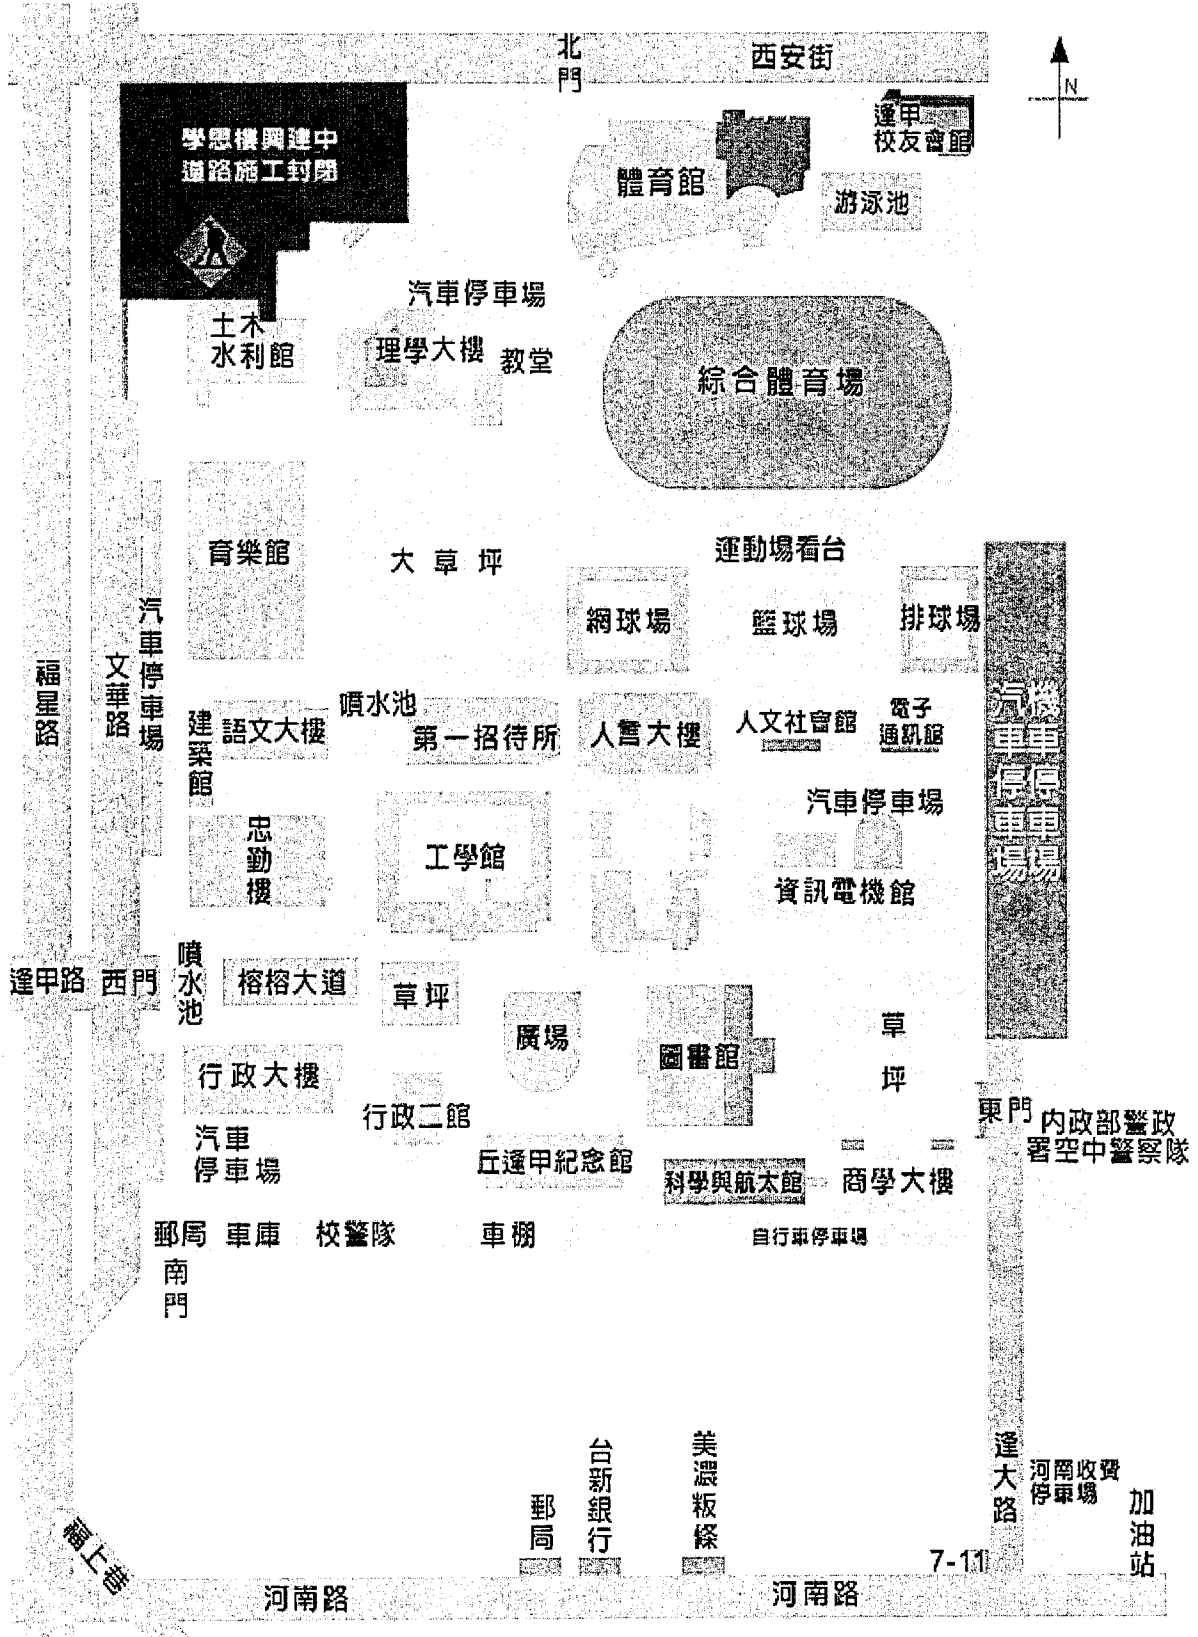 北門
西安街
N
學思樓興建中
道路施工封閉
逢甲
校友會館
體育館
游泳池
汽車停車場
土木
水利館
理學大樓
教堂
綜合體育場
育樂館
大草坪
運動場看台
網球場
籃球場
排球場
汽車停車場
機車停車場
汽車停車場
福星路
文華路
建築館
語文大樓
噴水池
第一招待所
人言大樓
人文社會館
電子
通訊館
汽車停車場
忠勤樓
工學館
資訊電機館
逢甲路
西門
噴水池
榕榕大道
草坪
廣場
圖書館
草坪
行政大樓
行政二館
東門
內政部警政
署空中警察隊
汽車
停車場
丘逢甲紀念館
科學與航太館
商學大樓
郵局
車庫
校警隊
車棚
自行車停車場
南門
逢大路
河南收費
停車場
加油站
郵局
台新銀行
美濃粄條
7-11
福上巷
河南路
河南路